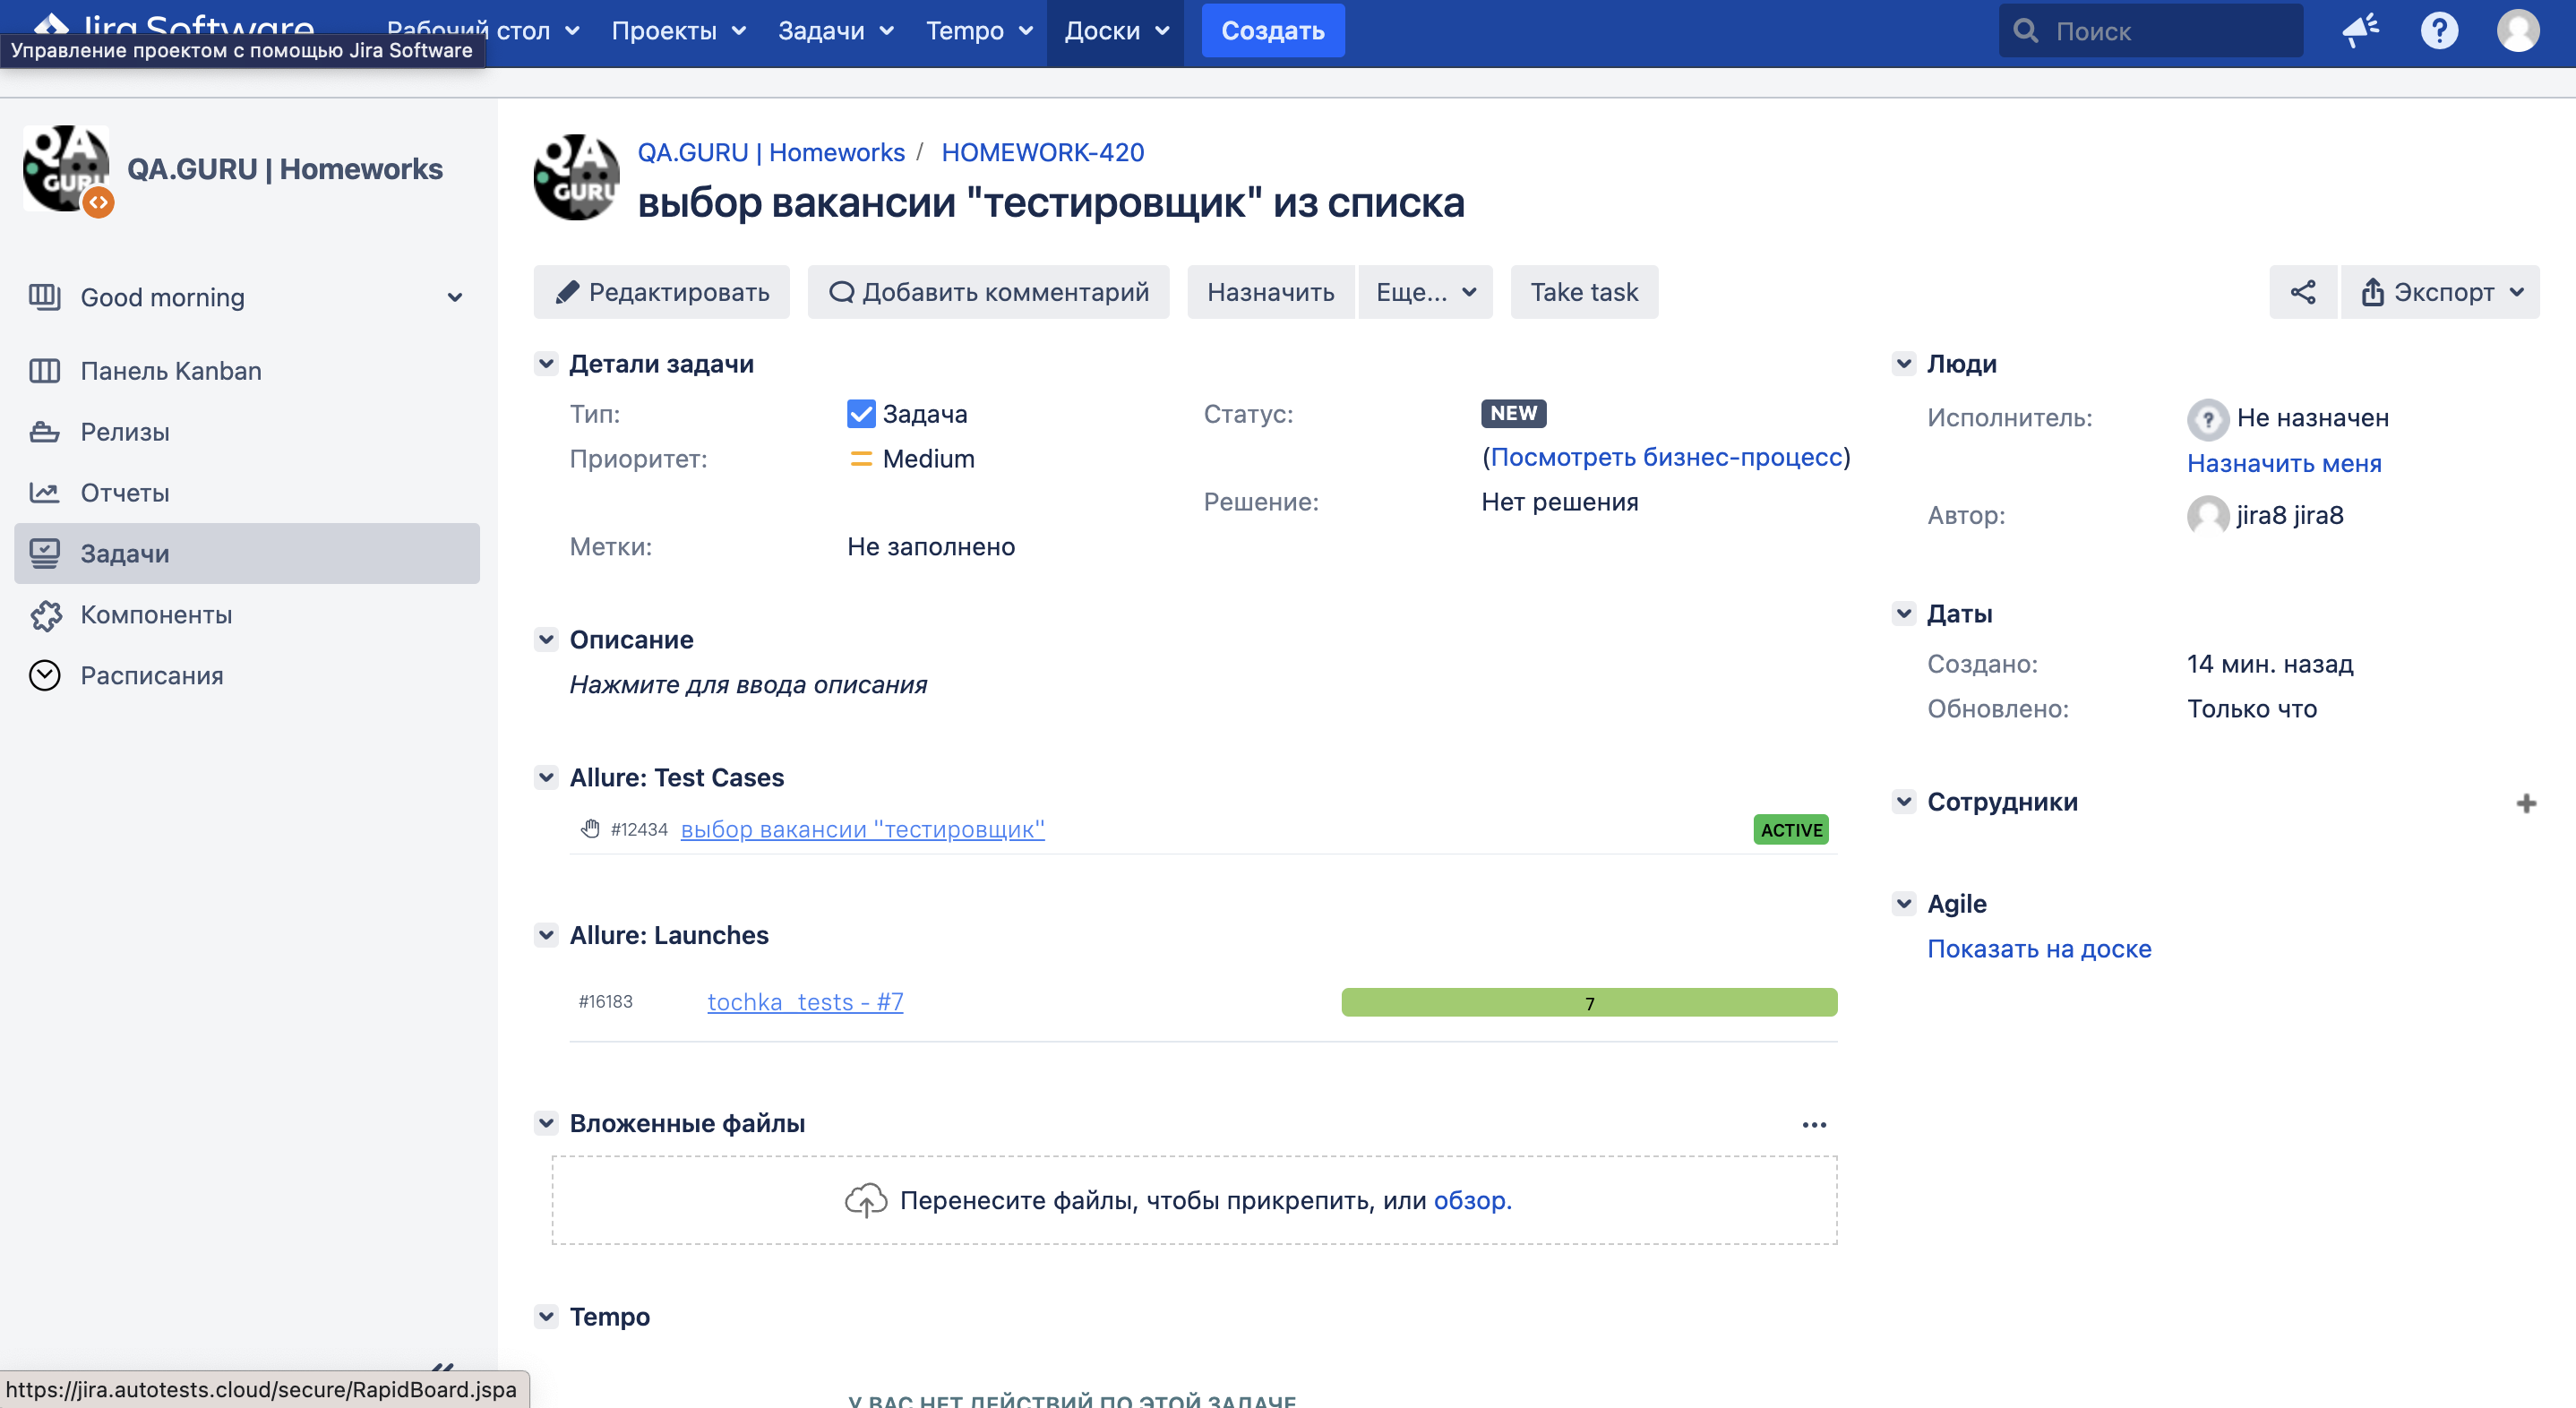 Jira Software
Рабочий стол
Проекты
Задачи
Tempo
Доски
Создать
Поиск
Управление проектом с помощью Jira Software
QA GURU
QA.GURU | Homeworks
Good morning
Панель Kanban
Релизы
Отчеты
Задачи
Компоненты
Расписания
QA GURU
QA.GURU | Homeworks / HOMEWORK-420
выбор вакансии "тестировщик" из списка
Редактировать
Добавить комментарий
Назначить
Еще...
Take task
Экспорт
Детали задачи
Тип: Задача
Статус: NEW
(Посмотреть бизнес-процесс)
Приоритет: Medium
Решение: Нет решения
Метки: Не заполнено
Описание
Нажмите для ввода описания
Allure: Test Cases
#12434 выбор вакансии "тестировщик" ACTIVE
Allure: Launches
#16183 tochka_tests - #7 7
Вложенные файлы
Перенесите файлы, чтобы прикрепить, или обзор.
Tempo
У ВАС НЕТ ДЕЙСТВИЙ ПО ЭТОЙ ЗАДАЧЕ
Люди
Исполнитель: Не назначен
Назначить меня
Автор: jira8 jira8
Даты
Создано: 14 мин. назад
Обновлено: Только что
Сотрудники
Agile
Показать на доске
https://jira.autotests.cloud/secure/RapidBoard.jspa